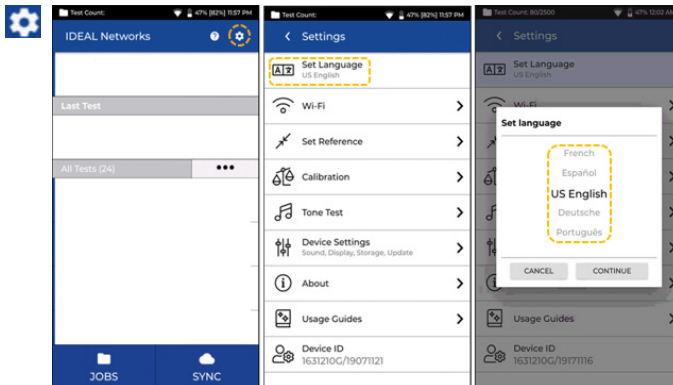 Test Count: 47% [82%] 11:57 PM
IDEAL Networks ?
Last Test
All Tests (24) •••
JOBS SYNC
Test Count: 47% [82%] 11:57 PM
Settings
A Set Language
US English
Wi-Fi
Set Reference
Calibration
Tone Test
Device Settings
Sound, Display, Storage, Update
About
Usage Guides
Device ID
1631210G/19071121
Test Count: 80/2500 47% 12:02 AM
Settings
A Set Language
US English
Wi-Fi
Set language
French
Español
US English
Deutsche
Português
CANCEL CONTINUE
Usage Guides
Device ID
1631210G/19171116